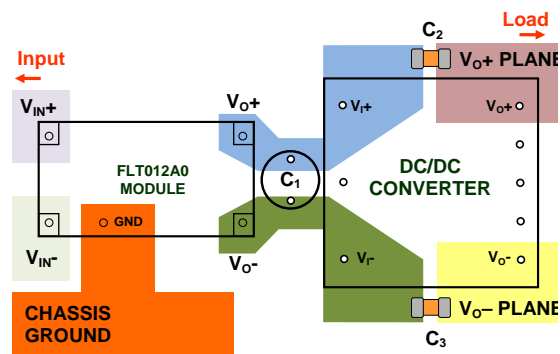 Input
Load
C2
VO+ PLANE
VIN+
VO+
VI+
VO+
FLT012A0
MODULE
C1
DC/DC
CONVERTER
GND
VIN-
VO-
VI-
VO-
CHASSIS
GROUND
VO– PLANE
C3